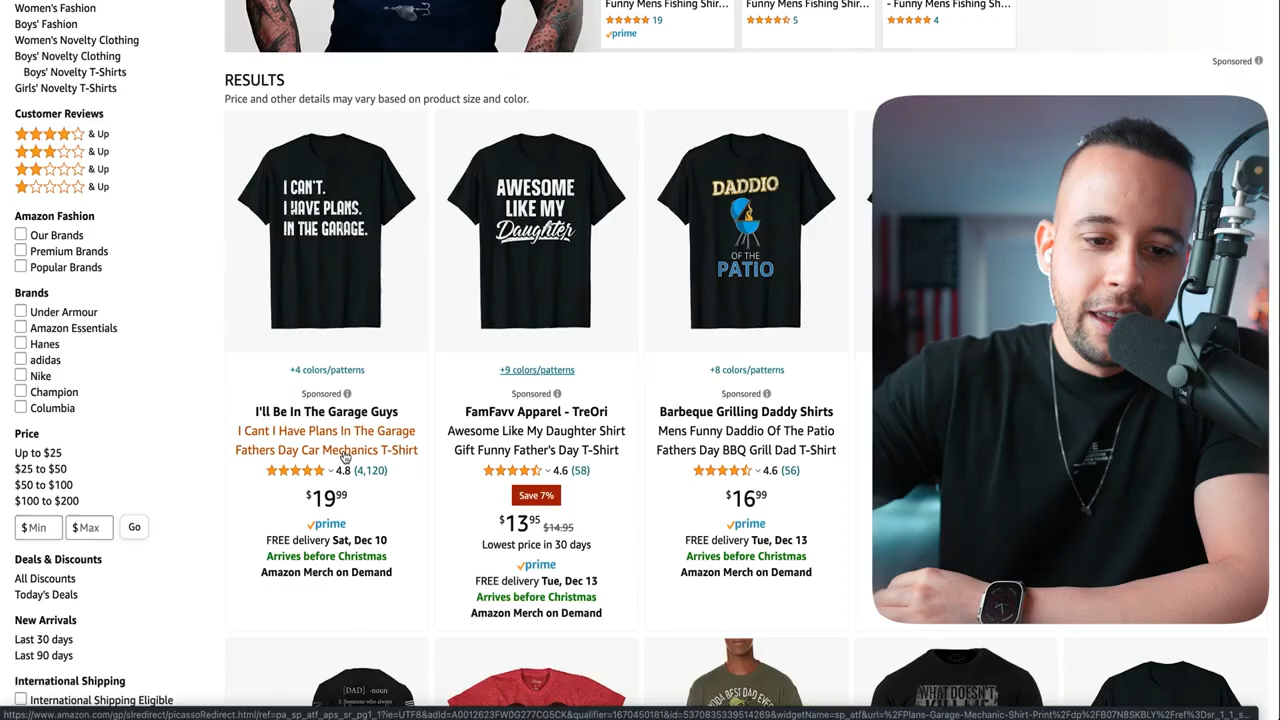 Women's Fashion
Boys' Fashion
Women's Novelty Clothing
Boys' Novelty Clothing
Boys' Novelty T-Shirts
Girls' Novelty T-Shirts
Customer Reviews
& Up
& Up
& Up
& Up
Amazon Fashion
Our Brands
Premium Brands
Popular Brands
Brands
Under Armour
Amazon Essentials
Hanes
adidas
Nike
Champion
Columbia
Price
Up to $25
$25 to $50
$50 to $100
$100 to $200
$ Min $ Max Go
Deals & Discounts
All Discounts
Today's Deals
New Arrivals
Last 30 days
Last 90 days
International Shipping
International Shipping Eligible
Funny Mens Fishing Shir...
19
prime
Funny Mens Fishing Shir...
5
- Funny Mens Fishing Shir...
4
Sponsored
RESULTS
Price and other details may vary based on product size and color.
I CAN'T.
I HAVE PLANS.
IN THE GARAGE.
+4 colors/patterns
Sponsored
I'll Be In The Garage Guys
I Cant I Have Plans In The Garage
Fathers Day Car Mechanics T-Shirt
4.8 (4,120)
$19.99
prime
FREE delivery Sat, Dec 10
Arrives before Christmas
Amazon Merch on Demand
AWESOME
LIKE MY
Daughter
+9 colors/patterns
Sponsored
FamFavv Apparel - TreOri
Awesome Like My Daughter Shirt
Gift Funny Father's Day T-Shirt
4.6 (58)
Save 7%
$13.95 $14.95
Lowest price in 30 days
prime
FREE delivery Tue, Dec 13
Arrives before Christmas
Amazon Merch on Demand
DADDIO
OF THE
PATIO
+8 colors/patterns
Sponsored
Barbeque Grilling Daddy Shirts
Mens Funny Daddio Of The Patio
Fathers Day BBQ Grill Dad T-Shirt
4.6 (56)
$16.99
prime
FREE delivery Tue, Dec 13
Arrives before Christmas
Amazon Merch on Demand
[DAD] -noun
1. Someone who always
BEST DAD
WHAT DOESN'T